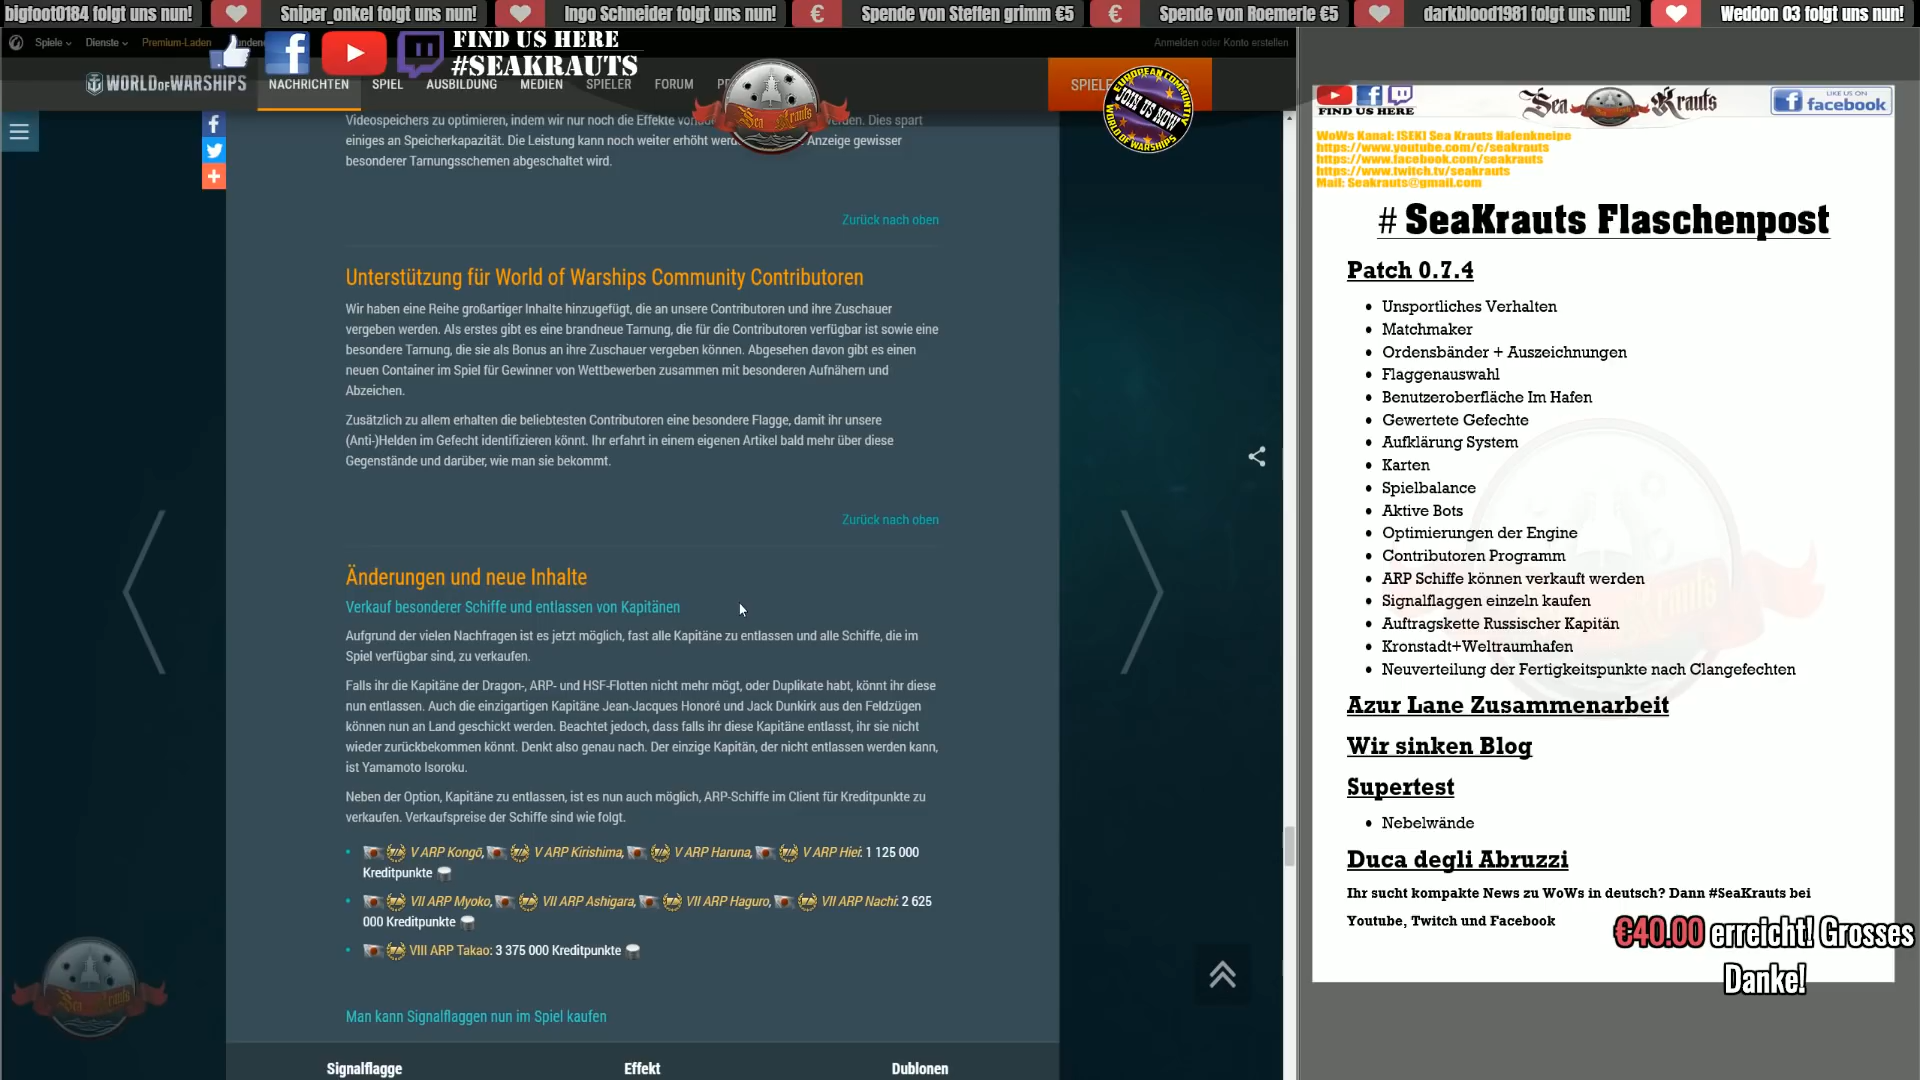 bigfoot0184 folgt uns nun!
Sniper_onkel folgt uns nun!
Ingo Schneider folgt uns nun!
Spende von Steffen grimm €5
Spende von Roemerle €5
darkblood1981 folgt uns nun!
Weddon 03 folgt uns nun!
Spiele
Dienste
Premium-Laden
FIND US HERE
#SEAKRAUTS
Anmelden oder Konto erstellen
WORLD OF WARSHIPS
NACHRICHTEN
SPIEL
AUSBILDUNG
MEDIEN
SPIELER
FORUM
Sea Krauts
EUROPEAN COMMUNITY
JOIN US NOW
WORLD OF WARSHIPS
einiges an Speicherkapazität. Die Leistung kann noch weiter erhöht Anzeige gewisser
besonderer Tarnungsschemen abgeschaltet wird.
Zurück nach oben
Unterstützung für World of Warships Community Contributoren
Wir haben eine Reihe großartiger Inhalte hinzugefügt, die an unsere Contributoren und ihre Zuschauer
vergeben werden. Als erstes gibt es eine brandneue Tarnung, die für die Contributoren verfügbar ist sowie eine
besondere Tarnung, die sie als Bonus an ihre Zuschauer vergeben können. Abgesehen davon gibt es einen
neuen Container im Spiel für Gewinner von Wettbewerben zusammen mit besonderen Aufnähern und
Abzeichen.
Zusätzlich zu allem erhalten die beliebtesten Contributoren eine besondere Flagge, damit ihr unsere
(Anti-)Helden im Gefecht identifizieren könnt. Ihr erfahrt in einem eigenen Artikel bald mehr über diese
Gegenstände und darüber, wie man sie bekommt.
Zurück nach oben
Änderungen und neue Inhalte
Verkauf besonderer Schiffe und entlassen von Kapitänen
Aufgrund der vielen Nachfragen ist es jetzt möglich, fast alle Kapitäne zu entlassen und alle Schiffe, die im
Spiel verfügbar sind, zu verkaufen.
Falls ihr die Kapitäne der Dragon-, ARP- und HSF-Flotten nicht mehr mögt, oder Duplikate habt, könnt ihr diese
nun entlassen. Auch die einzigartigen Kapitäne Jean-Jacques Honoré und Jack Dunkirk aus den Feldzügen
können nun an Land geschickt werden. Beachtet jedoch, dass falls ihr diese Kapitäne entlasst, ihr sie nicht
wieder zurückbekommen könnt. Denkt also genau nach. Der einzige Kapitän, der nicht entlassen werden kann,
ist Yamamoto Isoroku.
Neben der Option, Kapitäne zu entlassen, ist es nun auch möglich, ARP-Schiffe im Client für Kreditpunkte zu
verkaufen. Verkaufspreise der Schiffe sind wie folgt.
V ARP Kongō, V ARP Kirishima, V ARP Haruna, V ARP Hiei: 1 125 000
Kreditpunkte
VII ARP Myoko, VII ARP Ashigara, VII ARP Haguro, VII ARP Nachi: 2 625
000 Kreditpunkte
VIII ARP Takao: 3 375 000 Kreditpunkte
Man kann Signalflaggen nun im Spiel kaufen
Signalflagge
Effekt
Dublonen
FIND US HERE
Sea Krauts
LIKE US ON
facebook
WoWs Kanal: [SEK] Sea Krauts Hafenkneipe
https://www.youtube.com/c/seakrauts
https://www.facebook.com/seakrauts
https://www.twitch.tv/seakrauts
Mail: Seakrauts@gmail.com
# SeaKrauts Flaschenpost
Patch 0.7.4
Unsportliches Verhalten
Matchmaker
Ordensbänder + Auszeichnungen
Flaggenauswahl
Benutzeroberfläche Im Hafen
Gewertete Gefechte
Aufklärung System
Karten
Spielbalance
Aktive Bots
Optimierungen der Engine
Contributoren Programm
ARP Schiffe können verkauft werden
Signalflaggen einzeln kaufen
Auftragskette Russischer Kapitän
Kronstadt+Weltraumhafen
Neuverteilung der Fertigkeitspunkte nach Clangefechten
Azur Lane Zusammenarbeit
Wir sinken Blog
Supertest
Nebelwände
Duca degli Abruzzi
Ihr sucht kompakte News zu WoWs in deutsch? Dann #SeaKrauts bei
Youtube, Twitch und Facebook
€40.00 erreicht! Grosses
Danke!